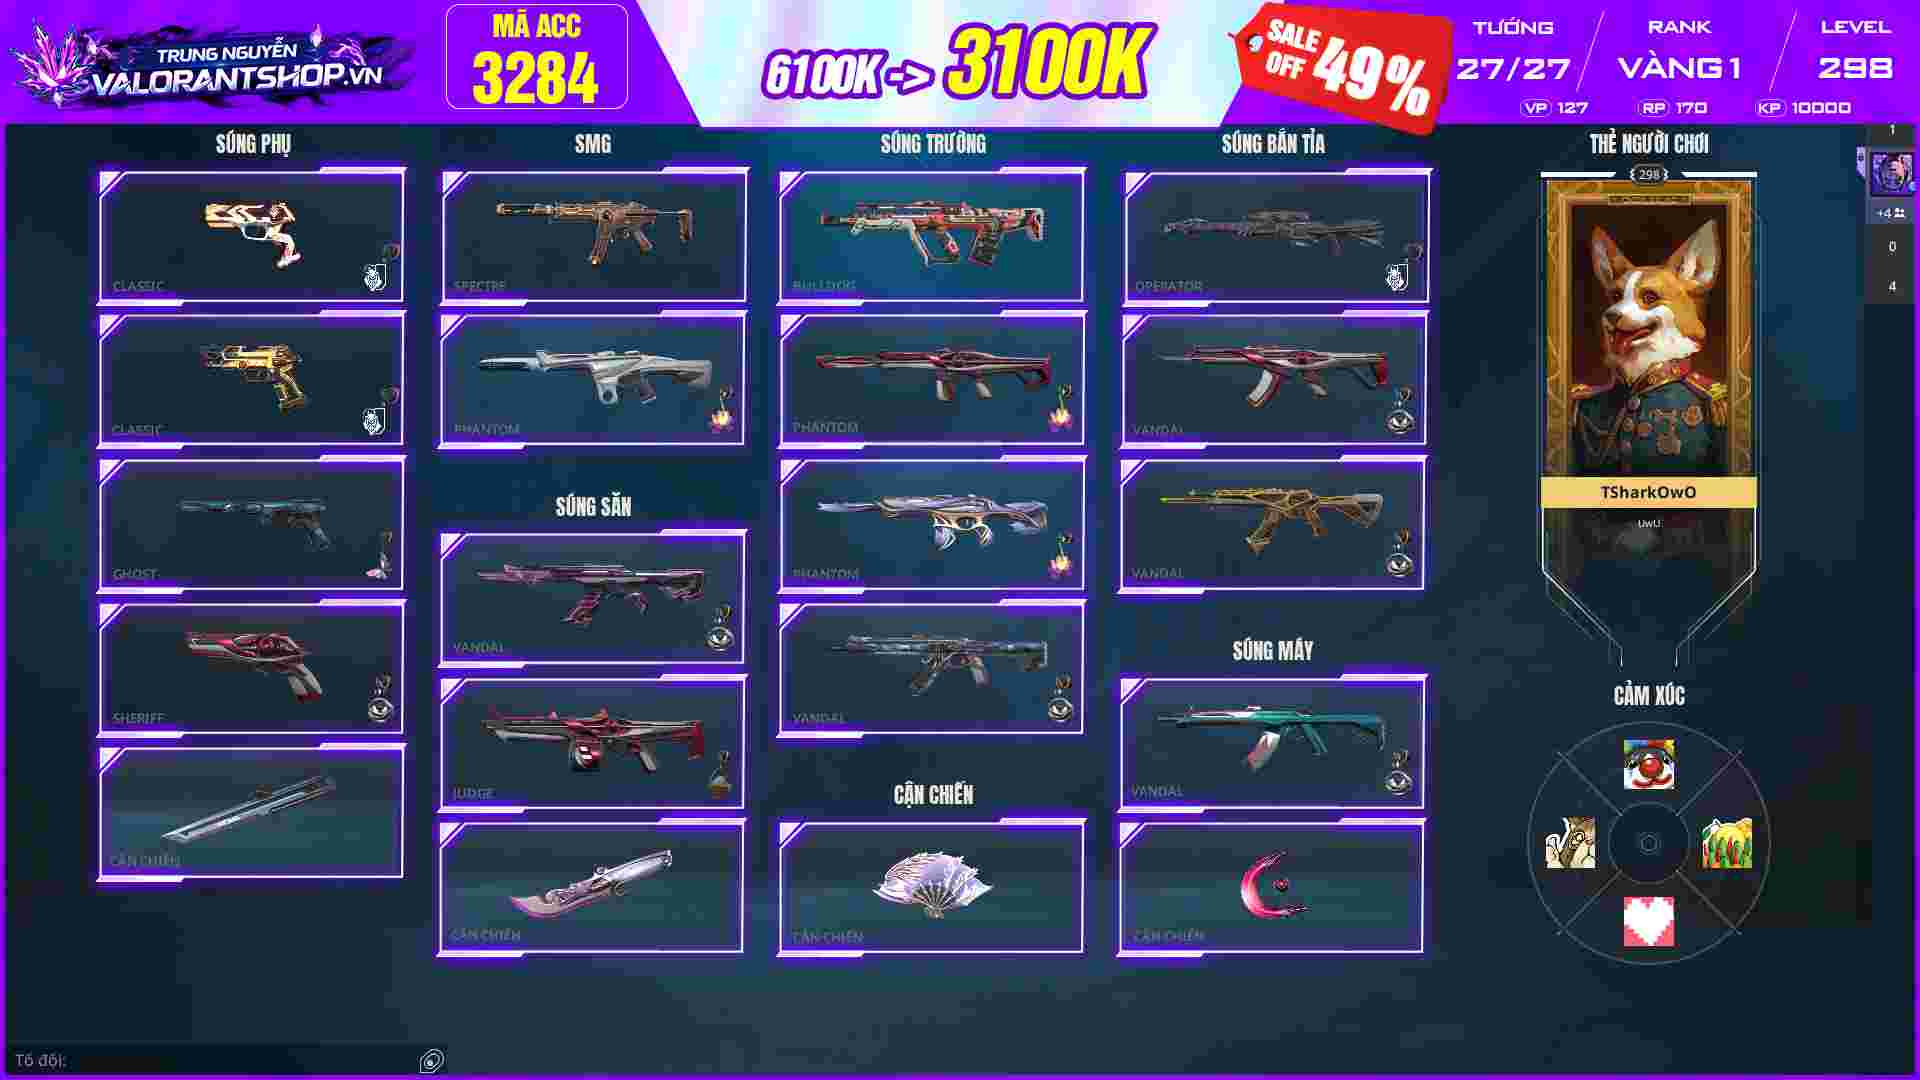 TRUNG NGUYỄN
VALORANTSHOP.VN
MÃ ACC
3284
6100K -> 3100K
SALE OFF 49%
TƯỚNG
27/27
RANK
VÀNG 1
LEVEL
298
VP 127
RP 170
KP 10000
SÚNG PHỤ
CLASSIC
CLASSIC
GHOST
SHERIFF
CẬN CHIẾN
SMG
SPECTRE
PHANTOM
SÚNG SĂN
VANDAL
JUDGE
CẬN CHIẾN
SÚNG TRƯỜNG
BULLDOG
PHANTOM
PHANTOM
VANDAL
CẬN CHIẾN
CẬN CHIẾN
SÚNG BẮN TỈA
OPERATOR
VANDAL
VANDAL
SÚNG MÁY
VANDAL
CẬN CHIẾN
THẺ NGƯỜI CHƠI
298
TSharkOwO
UwU
CẢM XÚC
1
+4
0
4
Tổ đội: